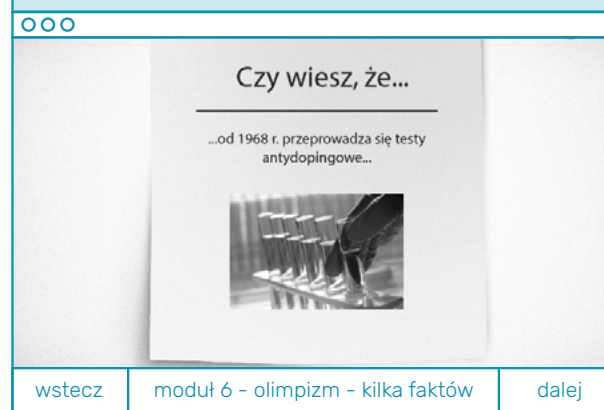 Czy wiesz, że...
...od 1968 r. przeprowadza się testy
antydopingowe...
wstecz
moduł 6 - olimpizm - kilka faktów
dalej